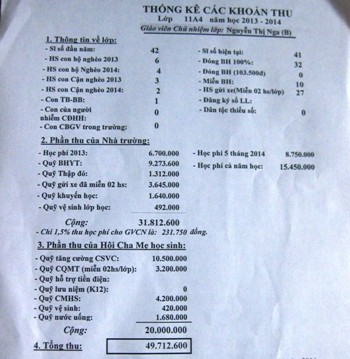 THỐNG KÊ CÁC KHOẢN THU
Lớp 11A4 năm học 2013 - 2014
Giáo viên Chủ nhiệm lớp: Nguyễn Thị Nga (B)
1. Thông tin về lớp:
- Sĩ số đầu năm: 42 - Sĩ số hiện tại: 41
- HS con hộ nghèo 2013 6 - Đóng BH 100%: 32
- HS con hộ Nghèo 2014: 4 - Đóng BH (103.500đ) 0
- HS con Cận nghèo 2013 3 - Miễn BH: 10
- HS con Cận nghèo 2014: 2 - HS gửi xe(Miễn 02 hs/lớp) 27
- Con TB-BB: 1 - Đăng ký sổ LL:
- Con của người nhiễm CĐHH: 0 - Dân tộc thiểu số: 0
- Con CBGV trong trường: 0
2. Phần thu của Nhà trường:
- Học phí 2013: 6.700.000 - Học phí 5 tháng 2014 8.750.000
- Quỹ BHYT: 9.273.600 - Học phí cả năm học: 15.450.000
- Quỹ Thập đỏ: 1.312.000
- Quỹ gửi xe đã miễn 02 hs: 3.645.000
- Quỹ khuyến học: 1.640.000
- Quỹ vệ sinh lớp học: 492.000
Cộng: 31.812.600
- Chi 1,5% thu học phí cho GVCN là: 231.750 đồng.
3. Phần thu của Hội Cha Mẹ học sinh:
- Quỹ tăng cường CSVC: 10.500.000
- Quỹ CQMT (miễn 02hs/lớp): 3.200.000
- Quỹ hỗ trợ tiền điện:
- Quỹ lưu niệm (K12): 0
- Quỹ CMHS: 4.200.000
- Quỹ vệ sinh: 420.000
- Quỹ nước uống: 1.680.000
Cộng: 20.000.000
4. Tổng thu: 49.712.600